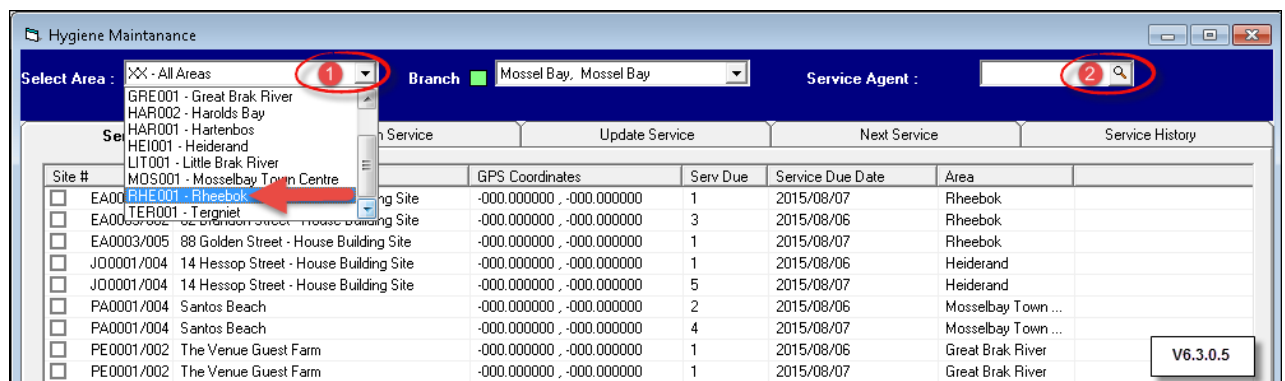 Hygiene Maintanance
Select Area : XX - All Areas 1 Branch Mossel Bay, Mossel Bay Service Agent : 2
GRE001 - Great Brak River
HAR002 - Harolds Bay
HAR001 - Hartenbos
HEI001 - Heiderand
LIT001 - Little Brak River
MOS001 - Mosselbay Town Centre
RHE001 - Rheebok
TER001 - Tergniet
Service Update Service Next Service Service History
Site # GPS Coordinates Serv Due Service Due Date Area
Site -000.000000 , -000.000000 1 2015/08/07 Rheebok
Building Site -000.000000 , -000.000000 3 2015/08/06 Rheebok
EA0003/005 88 Golden Street - House Building Site -000.000000 , -000.000000 1 2015/08/07 Rheebok
JO0001/004 14 Hessop Street - House Building Site -000.000000 , -000.000000 1 2015/08/06 Heiderand
JO0001/004 14 Hessop Street - House Building Site -000.000000 , -000.000000 5 2015/08/07 Heiderand
PA0001/004 Santos Beach -000.000000 , -000.000000 2 2015/08/06 Mosselbay Town ...
PA0001/004 Santos Beach -000.000000 , -000.000000 4 2015/08/07 Mosselbay Town ...
PE0001/002 The Venue Guest Farm -000.000000 , -000.000000 1 2015/08/06 Great Brak River
PE0001/002 The Venue Guest Farm -000.000000 , -000.000000 1 2015/08/07 Great Brak River
V6.3.0.5